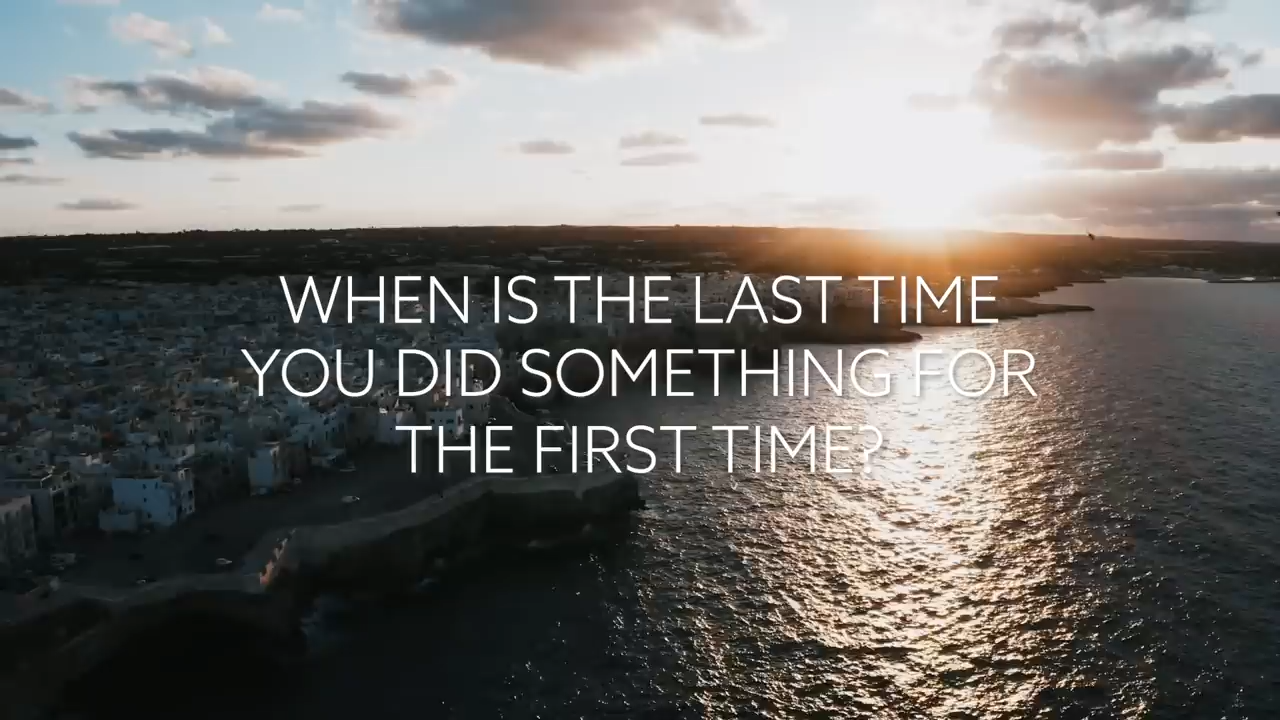 WHEN IS THE LAST TIME
YOU DID SOMETHING FOR
THE FIRST TIME?